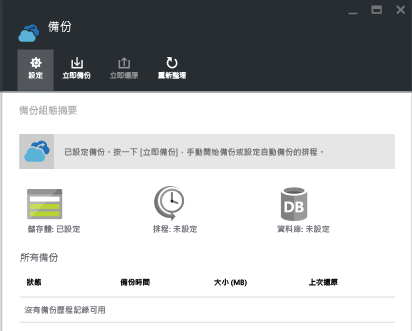 備份
設定 立即備份 立即還原 重新整理
備份組態摘要
已設定備份。按一下 [立即備份]，手動開始備份或設定自動備份的排程。
DB
儲存體: 已設定 排程: 未設定 資料庫: 未設定
所有備份
狀態 備份時間 大小 (MB) 上次還原
沒有備份歷程記錄可用